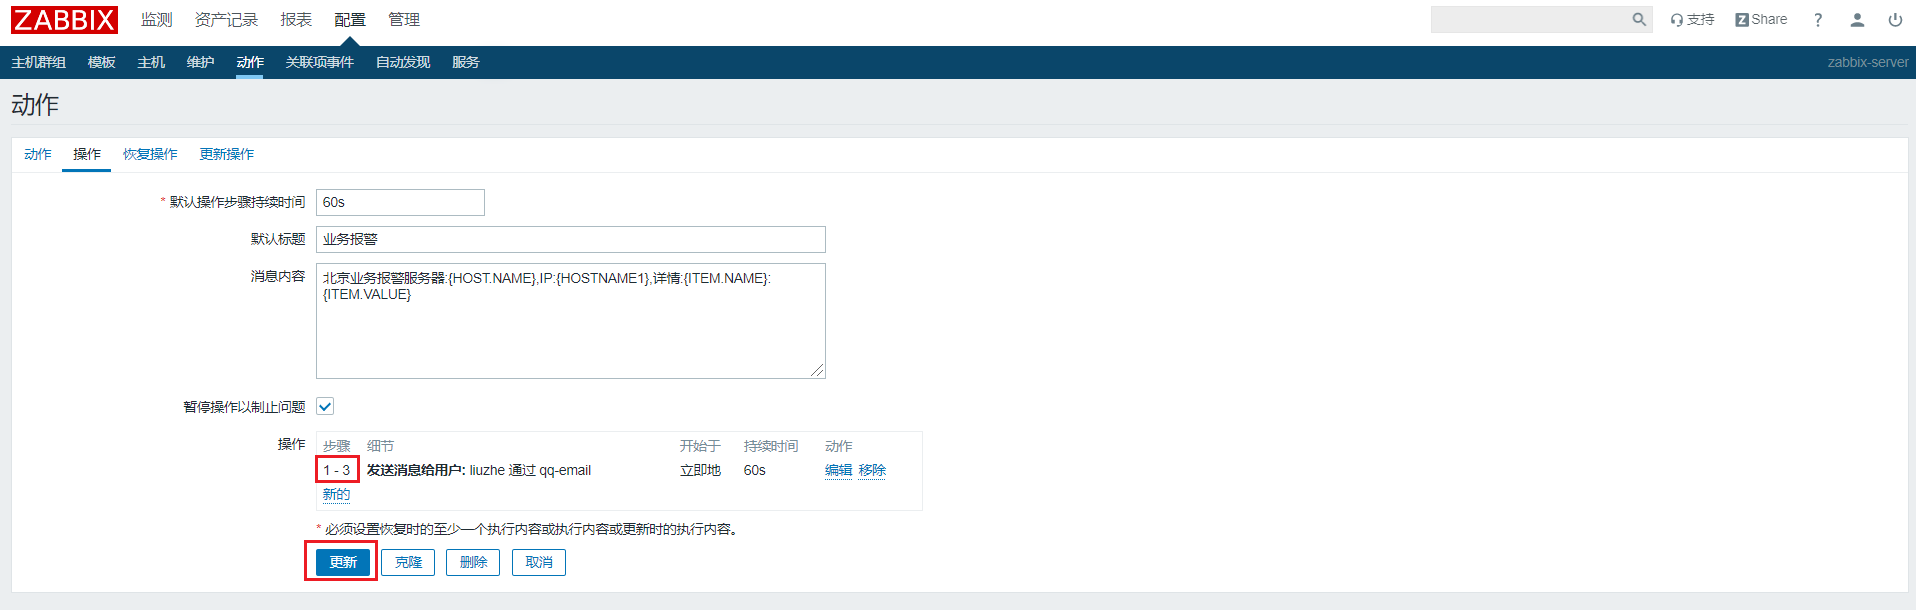 ZABBIX 监测 资产记录 报表 配置 管理 支持 Share ?
主机群组 模板 主机 维护 动作 关联项事件 自动发现 服务 zabbix-server
动作
动作 操作 恢复操作 更新操作
* 默认操作步骤持续时间 60s
默认标题 业务报警
消息内容 北京业务报警服务器:{HOST.NAME},IP:{HOSTNAME1},详情:{ITEM.NAME}:
{ITEM.VALUE}
暂停操作以制止问题
操作 步骤 细节 开始于 持续时间 动作
1 - 3 发送消息给用户: liuzhe 通过 qq-email 立即地 60s 编辑 移除
新的
* 必须设置恢复时的至少一个执行内容或执行内容或更新时的执行内容。
更新 克隆 删除 取消